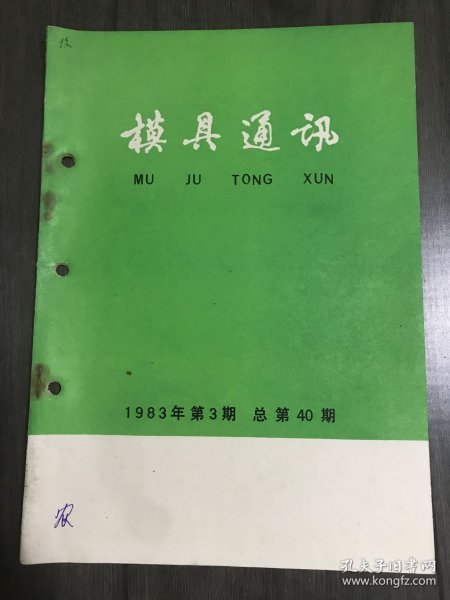 模具通讯
MU JU TONG XUN
1983年第3期 总第40期
孔夫子旧书网
www.kongfz.com